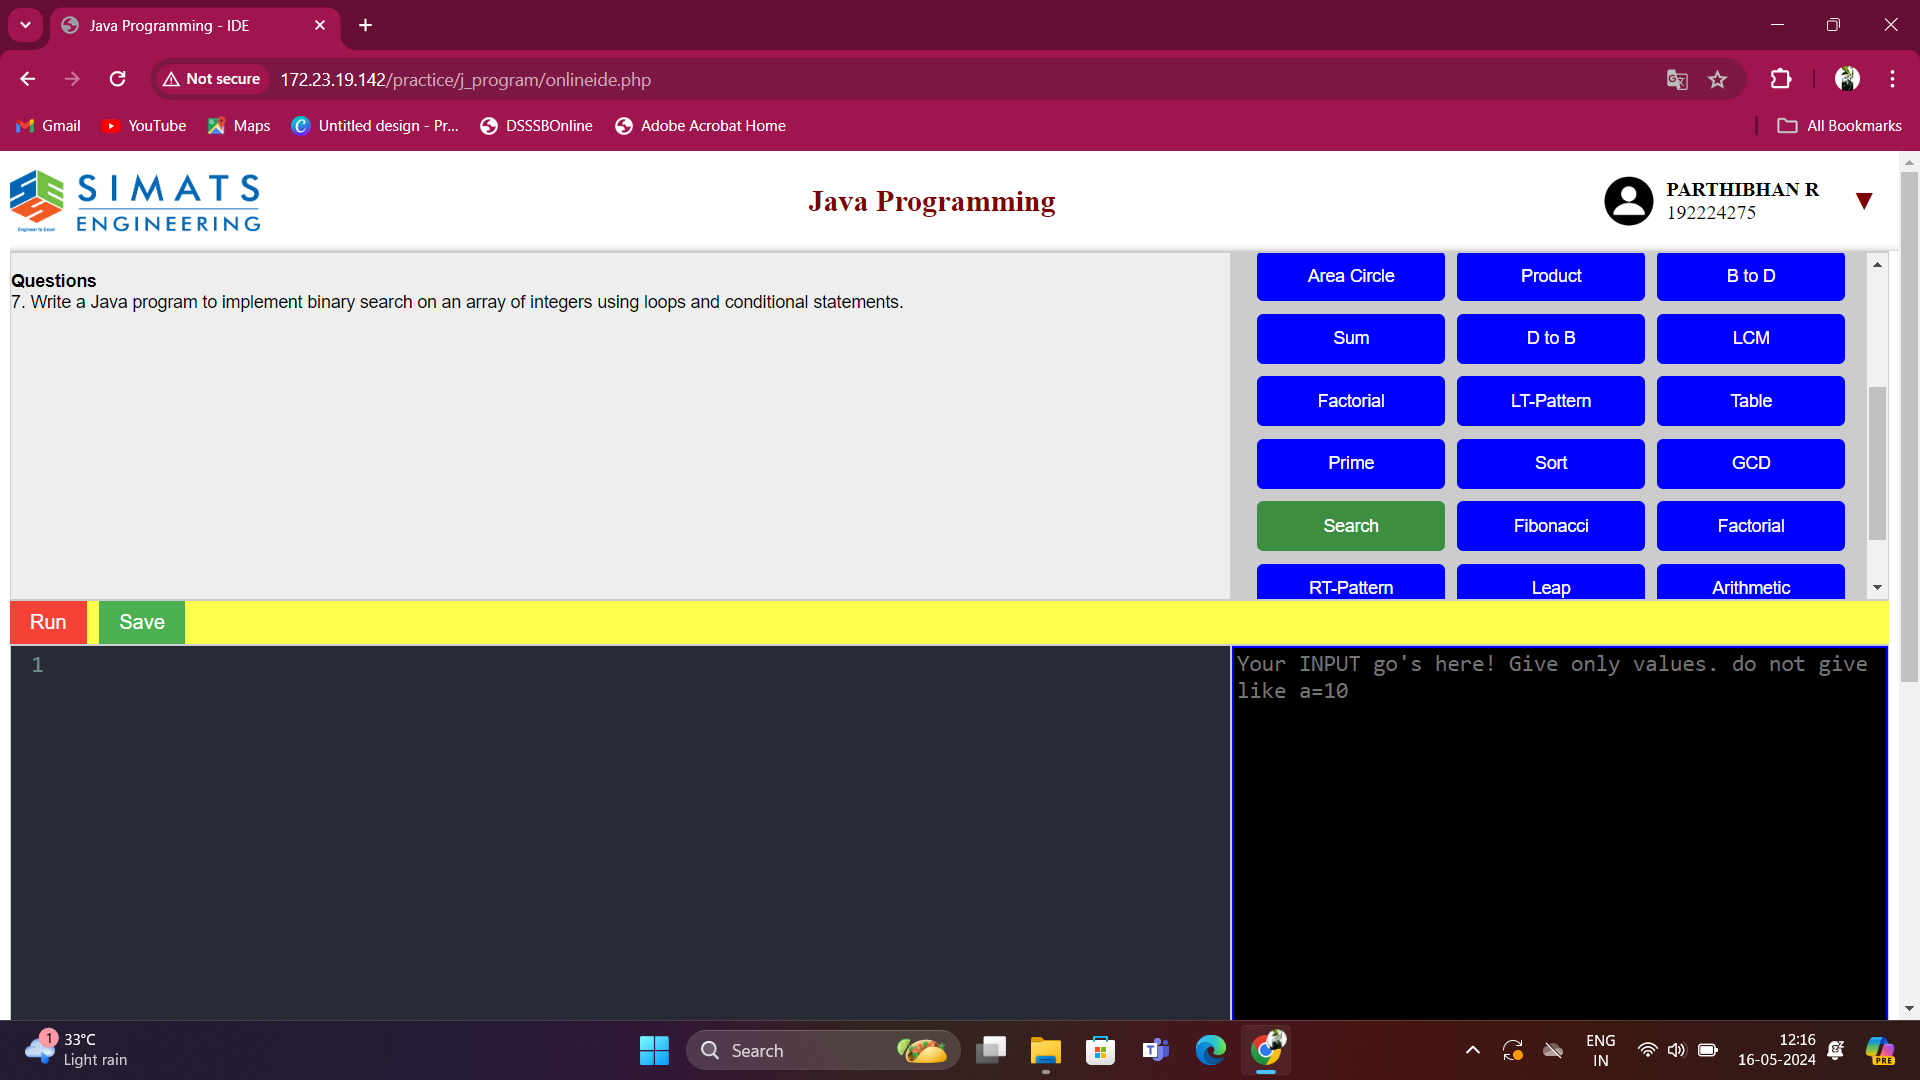 Java Programming - IDE
Not secure
172.23.19.142/practice/j_program/onlineide.php
Gmail
YouTube
Maps
Untitled design - Pr...
DSSSBOnline
Adobe Acrobat Home
All Bookmarks
SIMATS
ENGINEERING
Engineer to Excel
Java Programming
PARTHIBHAN R
192224275
Questions
7. Write a Java program to implement binary search on an array of integers using loops and conditional statements.
Area Circle
Product
B to D
Sum
D to B
LCM
Factorial
LT-Pattern
Table
Prime
Sort
GCD
Search
Fibonacci
Factorial
RT-Pattern
Leap
Arithmetic
Run
Save
1
Your INPUT go's here! Give only values. do not give
like a=10
1
33°C
Light rain
Search
ENG
IN
12:16
16-05-2024
PRE